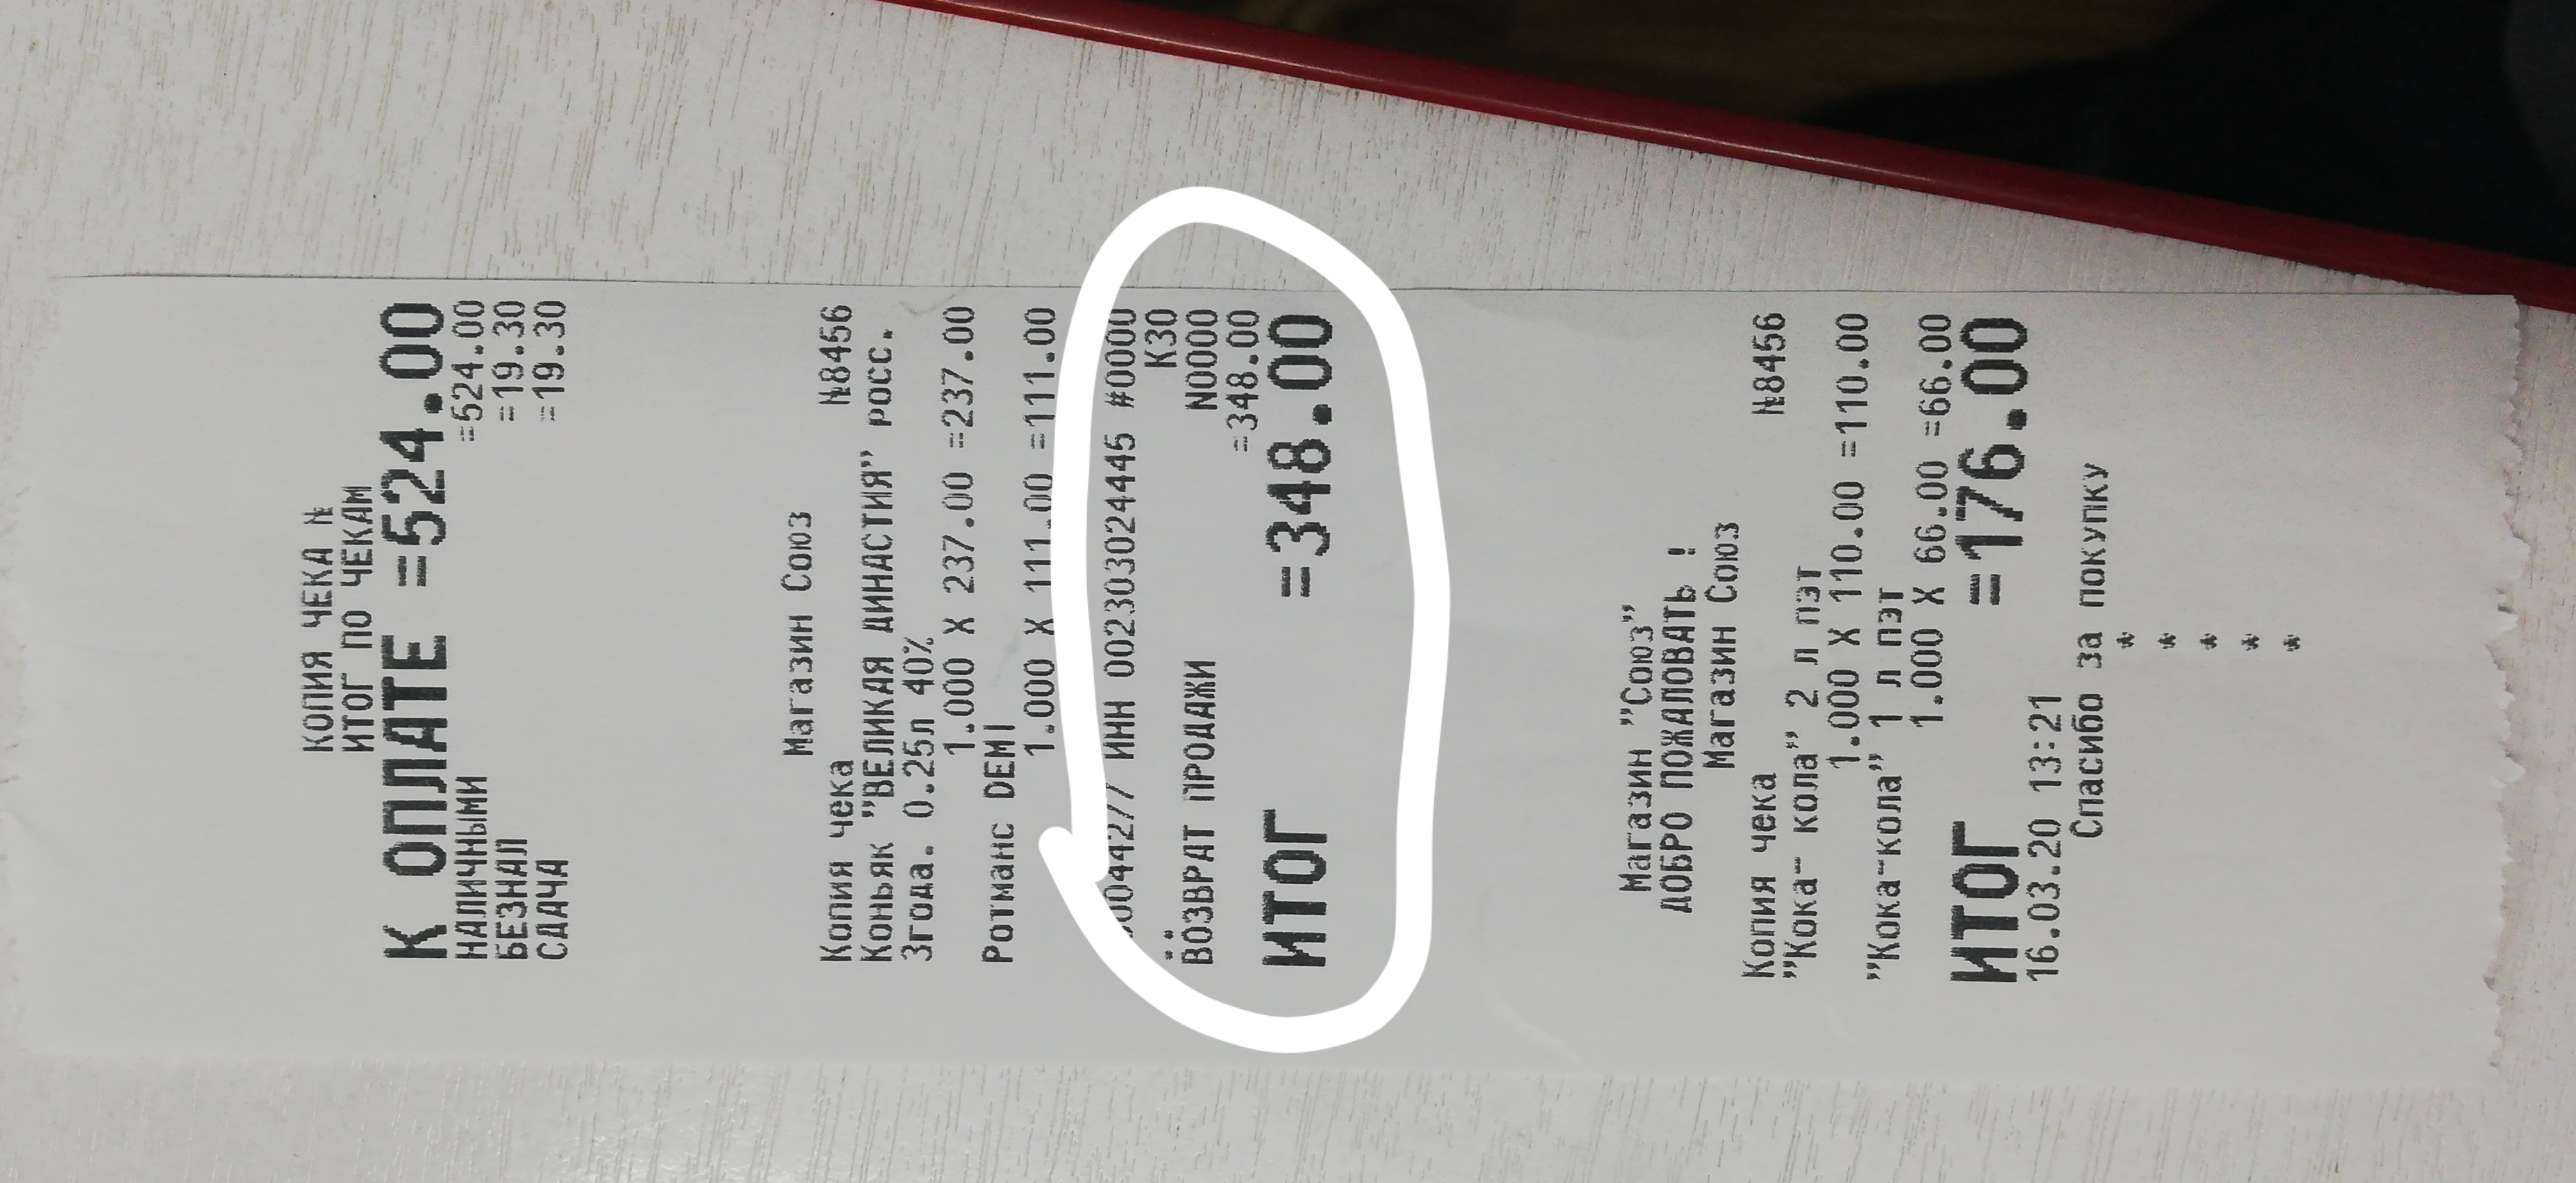 КОПИЯ ЧЕКА №
ИТОГ ПО ЧЕКАМ
К ОПЛАТЕ =524.00
НАЛИЧНЫМИ =524.00
БЕЗНАЛ =19.30
СДАЧА =19.30
Магазин Союз
Копия чека №8456
Коньяк "ВЕЛИКАЯ ДИНАСТИЯ" росс.
3года. 0.25л 40%
1.000 X 237.00 =237.00
Ротманс DEMI
1.000 X 111.00 =111.00
00044277 ИНН 002303024445 #0000
К30
ВОЗВРАТ ПРОДАЖИ N0000
=348.00
ИТОГ =348.00
Магазин "Союз"
ДОБРО ПОЖАЛОВАТЬ !
Магазин Союз
Копия чека №8456
"Кока- кола" 2 л пэт
1.000 X 110.00 =110.00
"Кока-кола" 1 л пэт
1.000 X 66.00 =66.00
ИТОГ =176.00
16.03.20 13:21
Спасибо за покупку
*
*
*
*
*